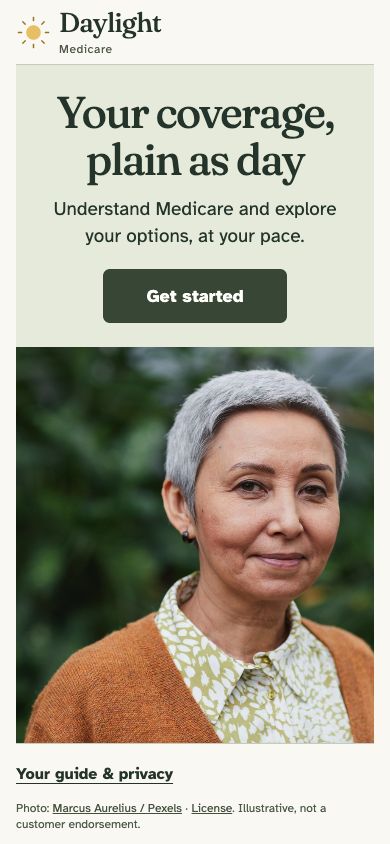 Daylight
Medicare
Your coverage,
plain as day
Understand Medicare and explore
your options, at your pace.
Get started
Your guide & privacy
Photo: Marcus Aurelius / Pexels · License. Illustrative, not a
customer endorsement.